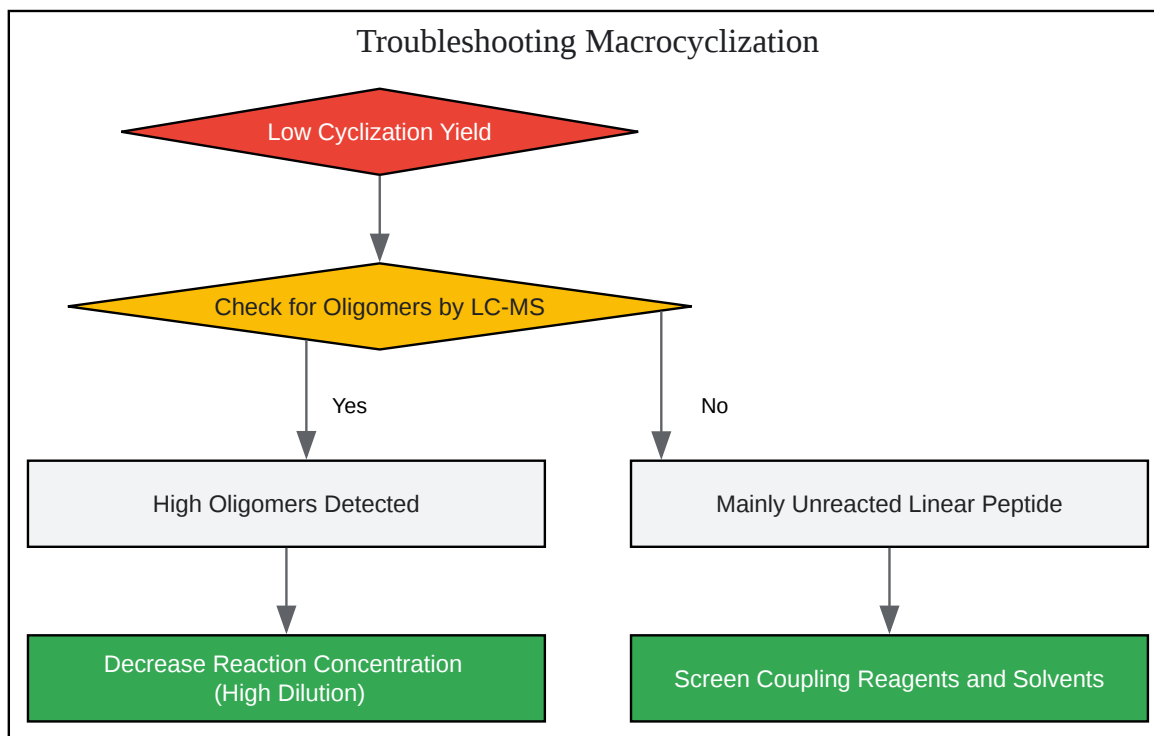 Troubleshooting Macrocyclization
Low Cyclization Yield
Check for Oligomers by LC-MS
Yes
No
High Oligomers Detected
Mainly Unreacted Linear Peptide
Decrease Reaction Concentration
(High Dilution)
Screen Coupling Reagents and Solvents